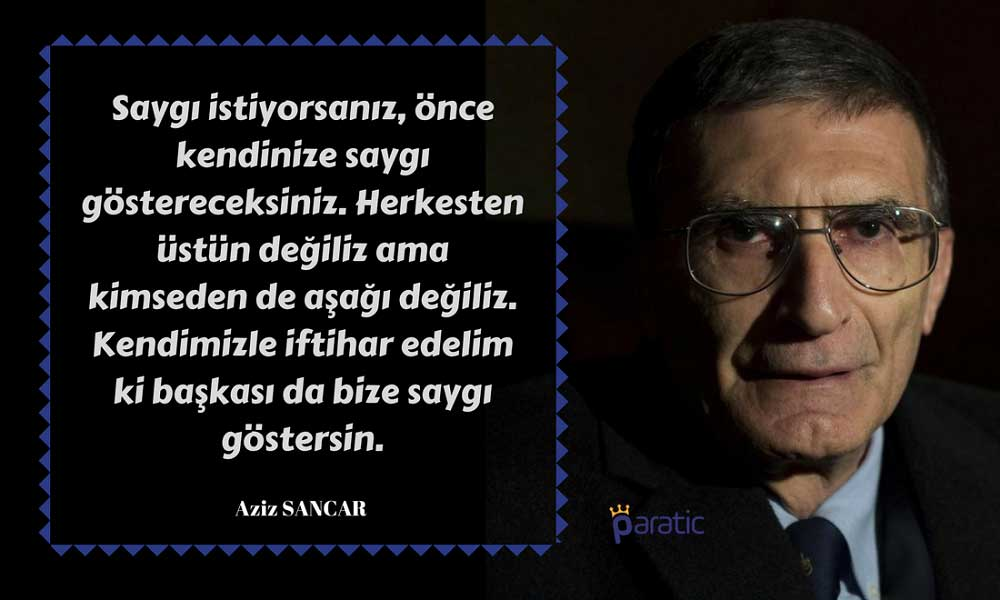 Saygı istiyorsanız, önce
kendinize saygı
göstereceksiniz. Herkesten
üstün değiliz ama
kimseden de aşağı değiliz.
Kendimizle iftihar edelim
ki başkası da bize saygı
göstersin.
Aziz SANCAR
paratic